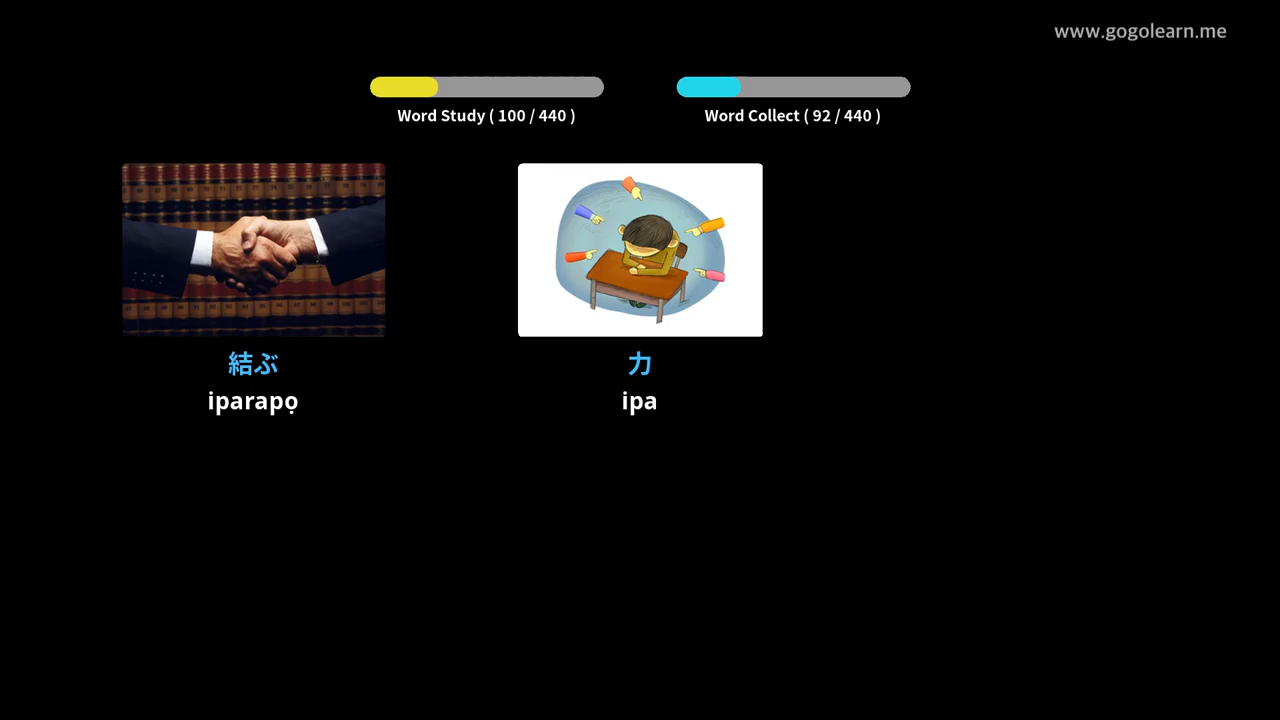 www.gogolearn.me
Word Study ( 100 / 440 )
Word Collect ( 92 / 440 )
結ぶ
iparapọ
力
ipa